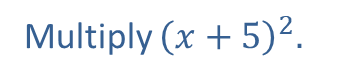 Multiply (x + 5)².